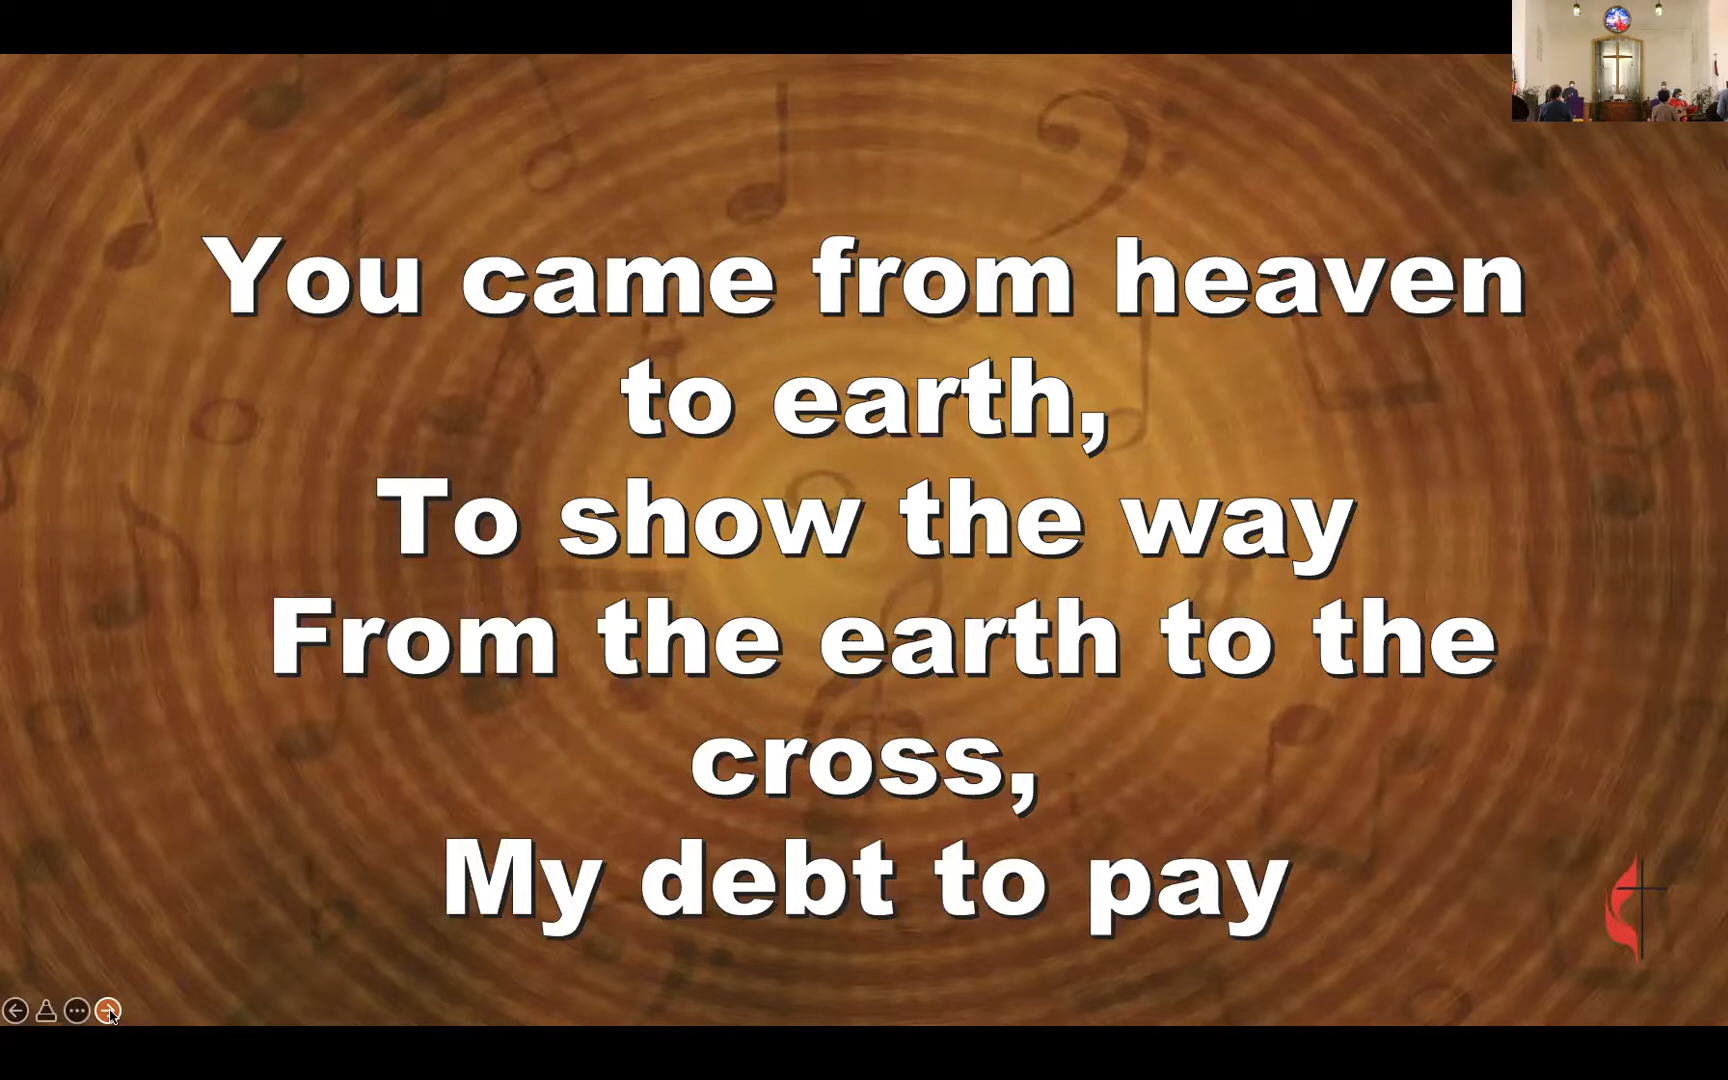 You came from heaven
to earth,
To show the way
From the earth to the
cross,
My debt to pay